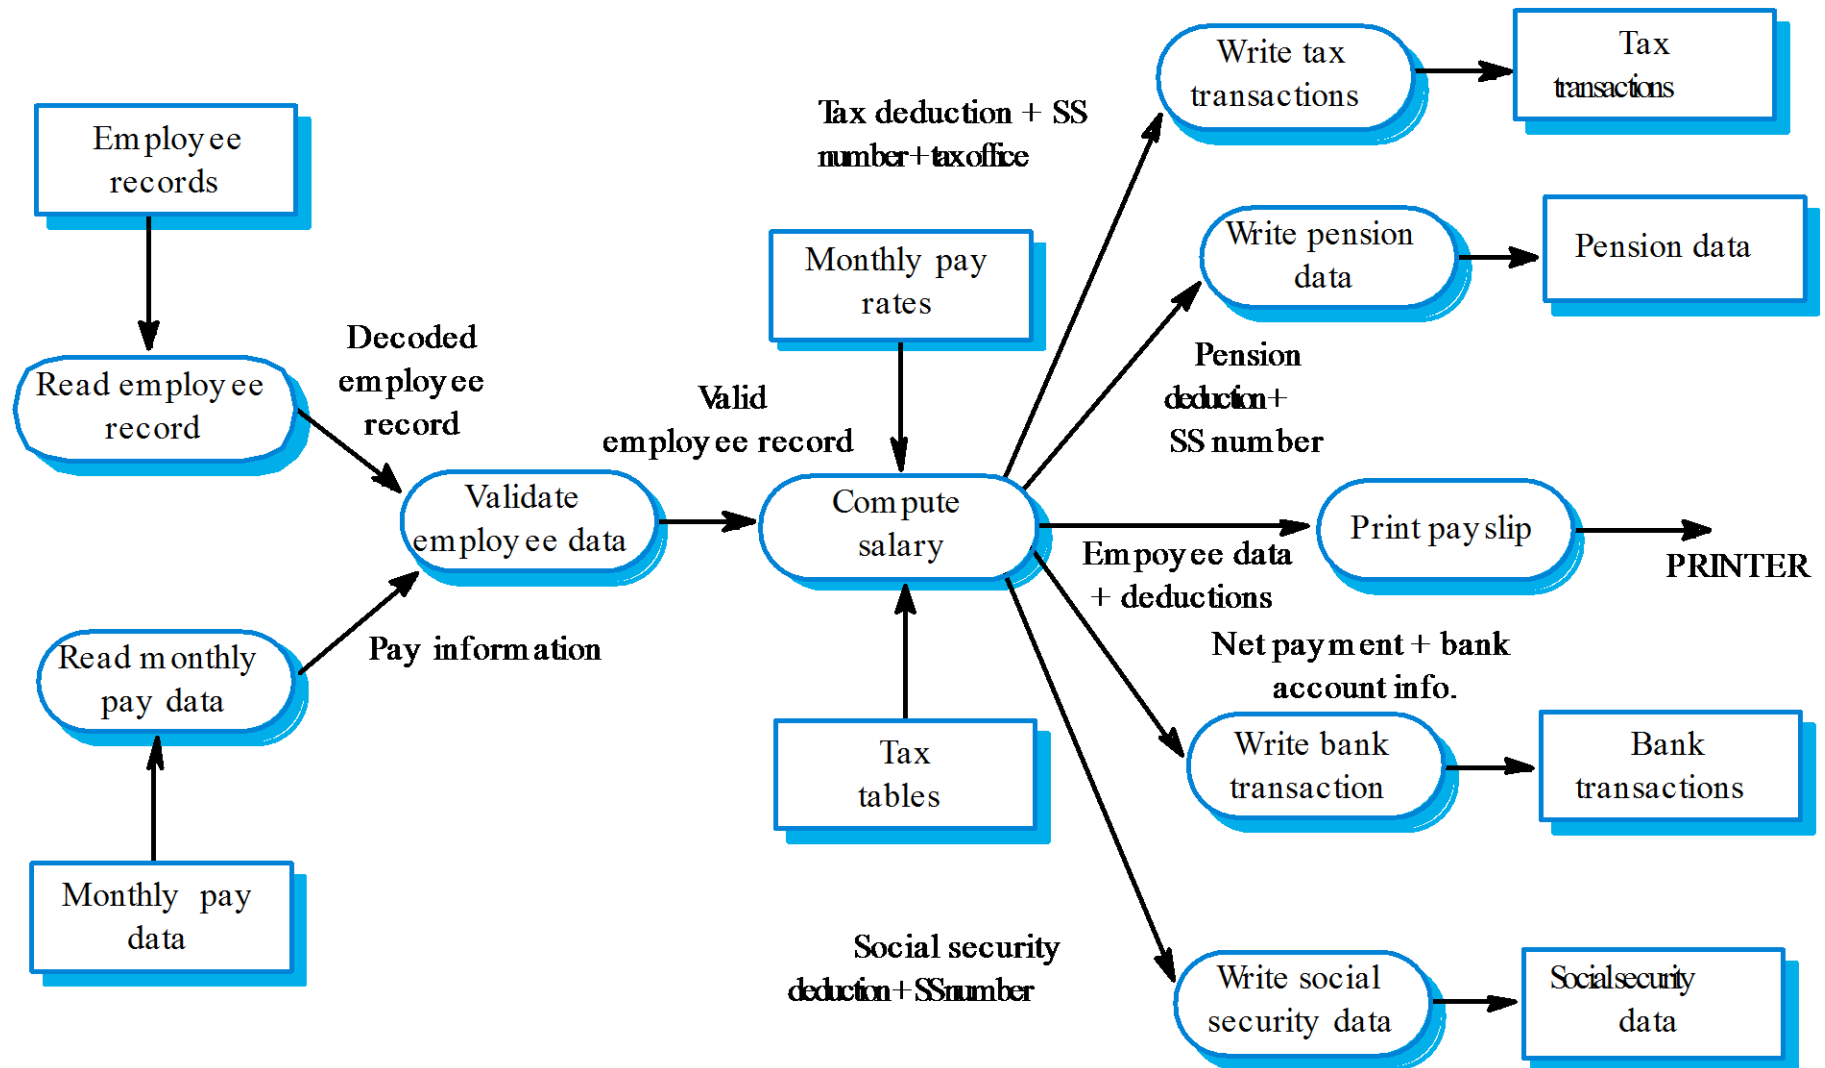 Employee
records
Read employee
record
Decoded
employee
record
Read monthly
pay data
Pay information
Monthly pay
data
Validate
employee data
Valid
employee record
Monthly pay
rates
Compute
salary
Tax
tables
Tax deduction + SS
number + tax office
Write tax
transactions
Tax
transactions
Write pension
data
Pension data
Pension
deduction +
SS number
Print payslip
PRINTER
Empoyee data
+ deductions
Net payment + bank
account info.
Write bank
transaction
Bank
transactions
Social security
deduction + SS number
Write social
security data
Social security
data